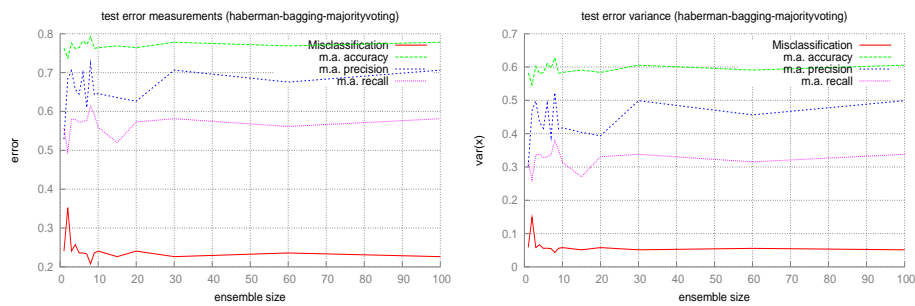 test error measurements (haberman-bagging-majorityvoting)
0.8
0.7
0.6
0.5
0.4
0.3
0.2
error
0 10 20 30 40 50 60 70 80 90 100
ensemble size
Misclassification
m.a. accuracy
m.a. precision
m.a. recall
test error variance (haberman-bagging-majorityvoting)
0.7
0.6
0.5
0.4
0.3
0.2
0.1
0
var(x)
0 10 20 30 40 50 60 70 80 90 100
ensemble size
Misclassification
m.a. accuracy
m.a. precision
m.a. recall